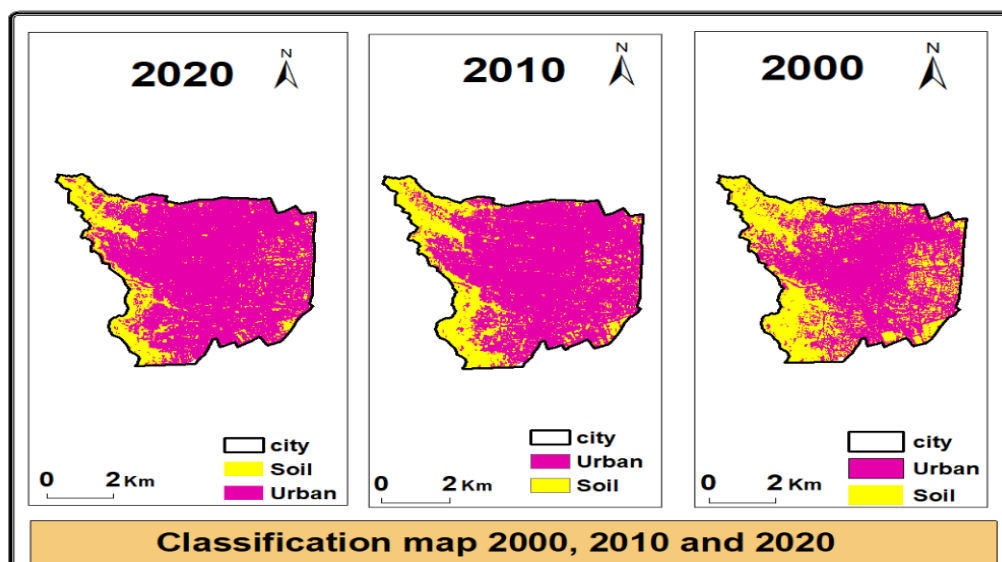 2020
N
city
Soil
Urban
0 2 Km
2010
N
city
Urban
Soil
0 2 Km
2000
N
city
Urban
Soil
0 2 Km
Classification map 2000, 2010 and 2020